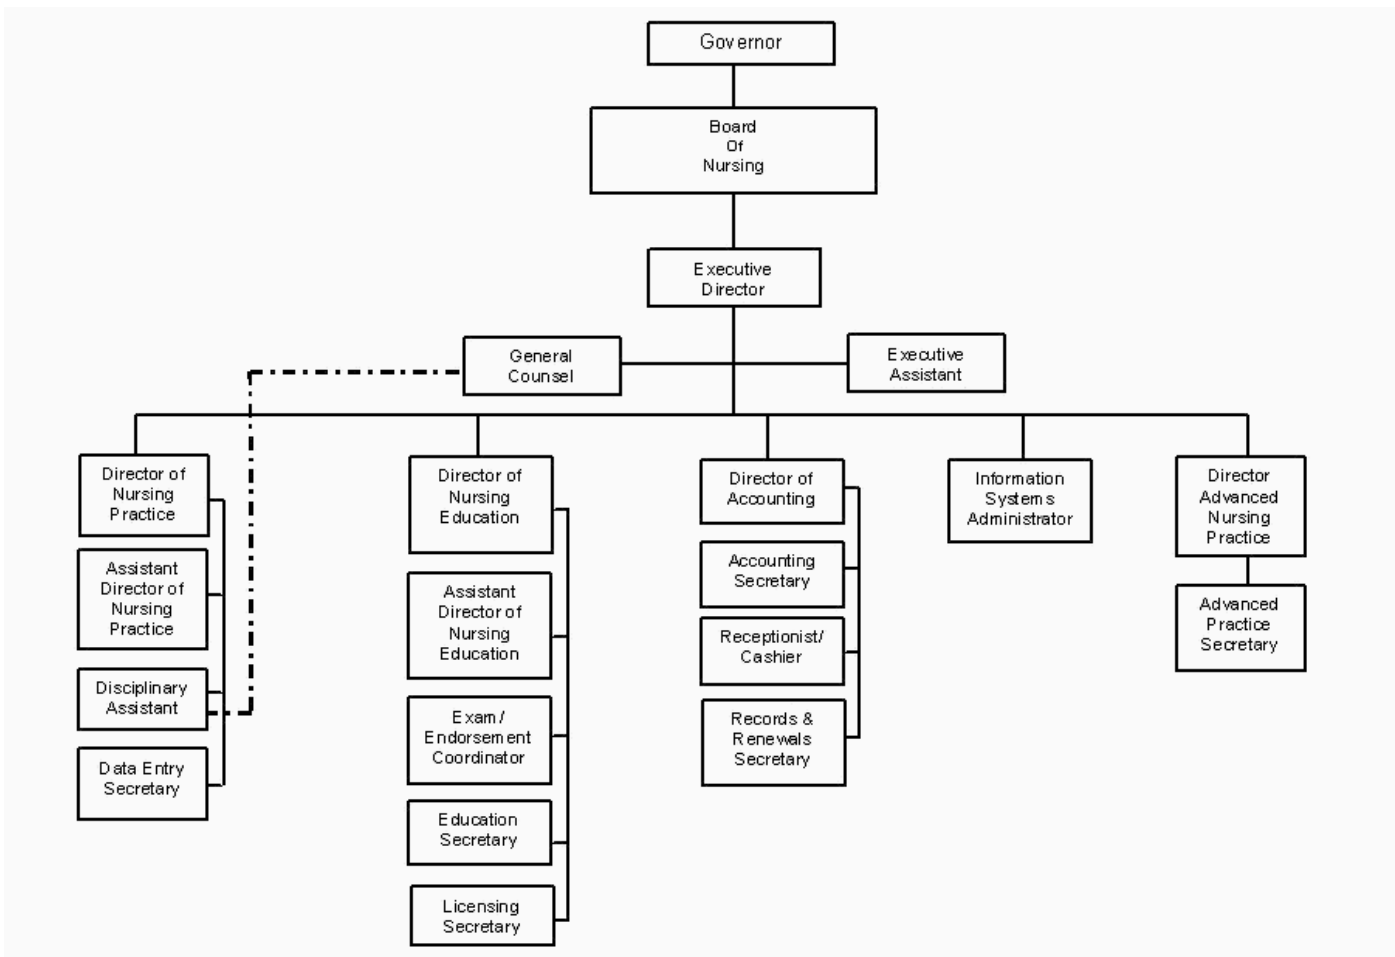 Governor
Board
Of
Nursing
Executive
Director
General
Counsel
Executive
Assistant
Director of
Nursing
Practice
Assistant
Director of
Nursing
Practice
Disciplinary
Assistant
Data Entry
Secretary
Director of
Nursing
Education
Assistant
Director of
Nursing
Education
Exam/
Endorsement
Coordinator
Education
Secretary
Licensing
Secretary
Director of
Accounting
Accounting
Secretary
Receptionist/
Cashier
Records &
Renewals
Secretary
Information
Systems
Administrator
Director
Advanced
Nursing
Practice
Advanced
Practice
Secretary